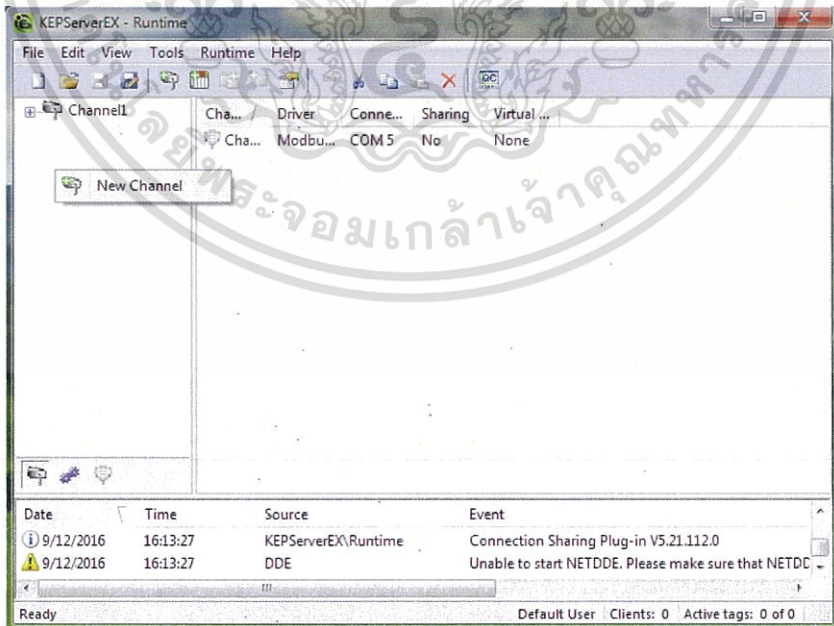 KEPServerEX - Runtime
File Edit View Tools Runtime Help
Channel1
Cha... / Driver Conne... Sharing Virtual ...
Cha... Modbu... COM 5 No None
New Channel
พระจอมเกล้าเจ้าคุณทหาร
Date Time Source Event
9/12/2016 16:13:27 KEPServerEX\Runtime Connection Sharing Plug-in V5.21.112.0
9/12/2016 16:13:27 DDE Unable to start NETDDE. Please make sure that NETDD
Ready Default User Clients: 0 Active tags: 0 of 0